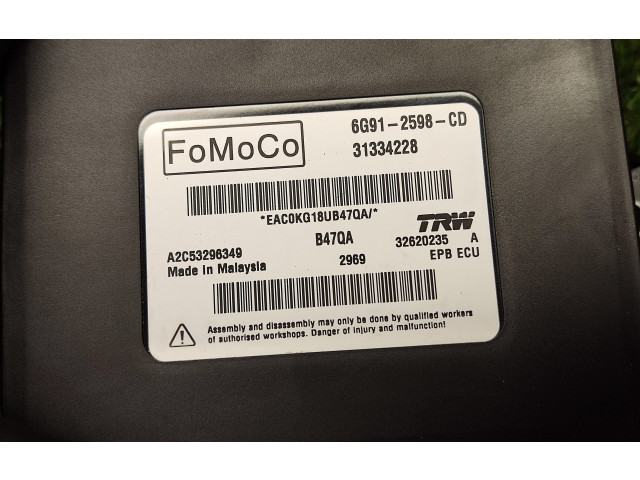 FoMoCo
6G91-2598-CD
31334228
*EAC0KG18UB47QA/*
TRW
A2C53296349 B47QA 32620235 A
Made in Malaysia 2969 EPB ECU
Assembly and disassembly may only be done by qualified workers
of authorised workshops. Danger of injury and malfunction!